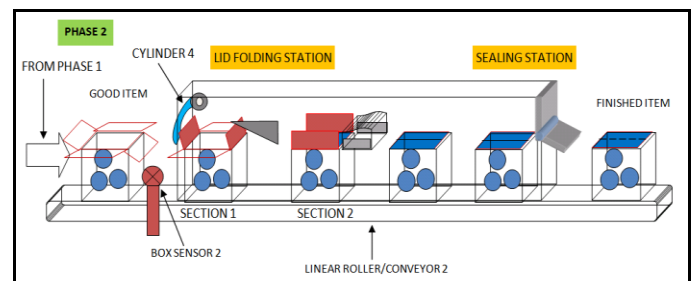 PHASE 2
CYLINDER 4
LID FOLDING STATION
SEALING STATION
FROM PHASE 1
GOOD ITEM
FINISHED ITEM
SECTION 1
SECTION 2
BOX SENSOR 2
LINEAR ROLLER/CONVEYOR 2